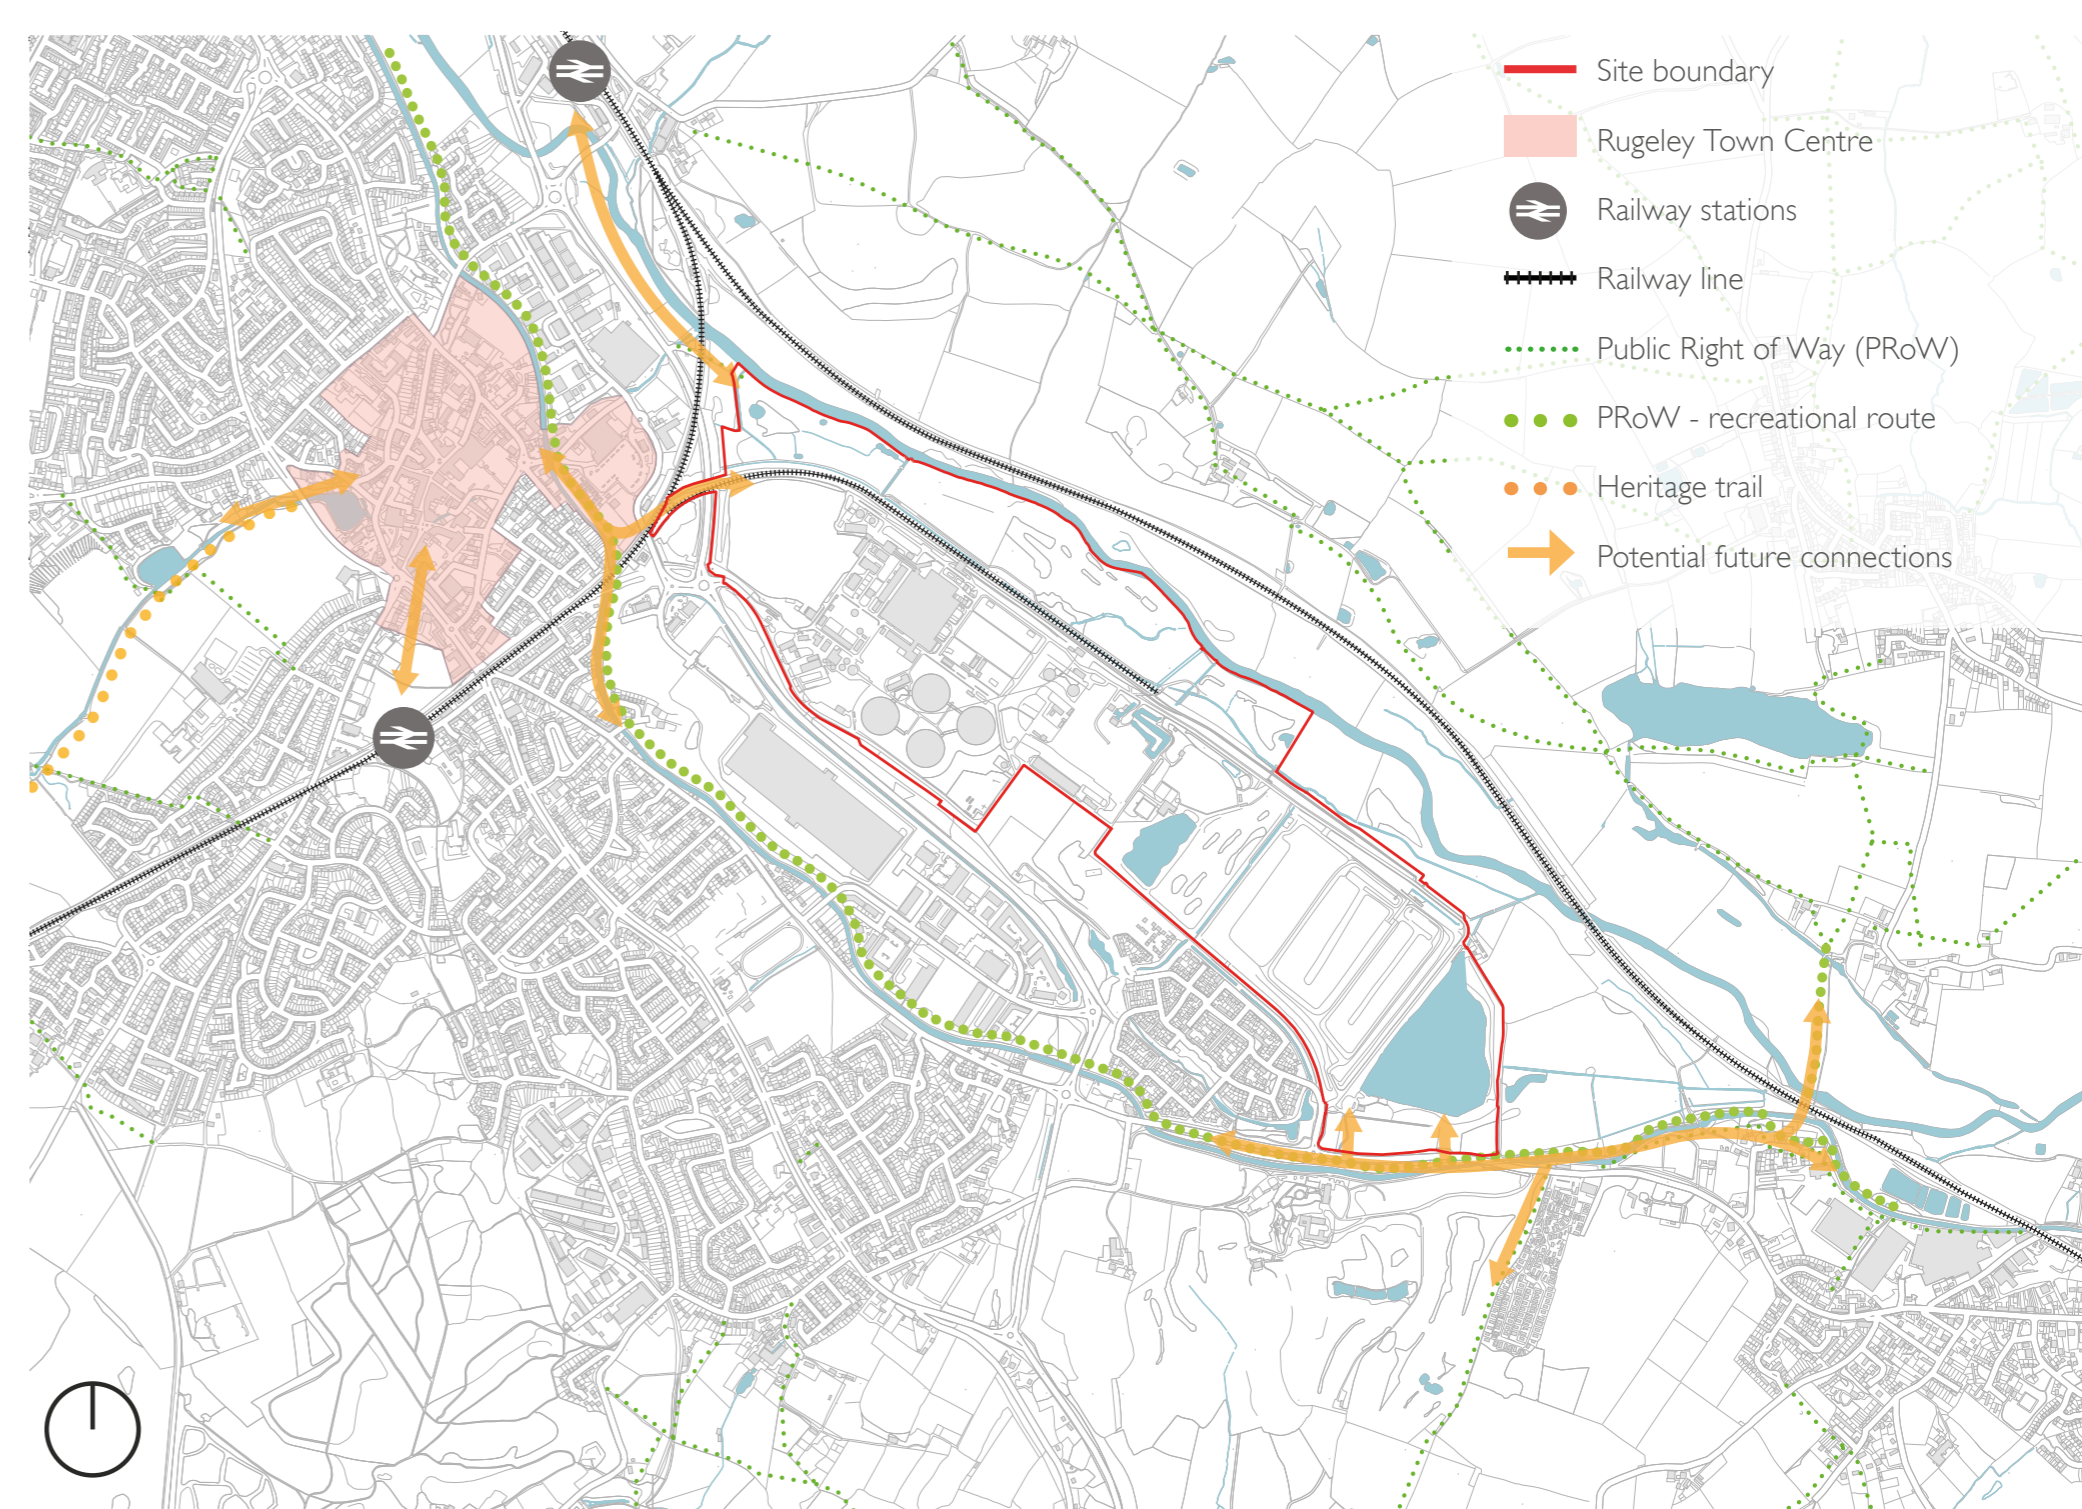 Site boundary
Rugeley Town Centre
Railway stations
Railway line
Public Right of Way (PRoW)
PRoW - recreational route
Heritage trail
Potential future connections